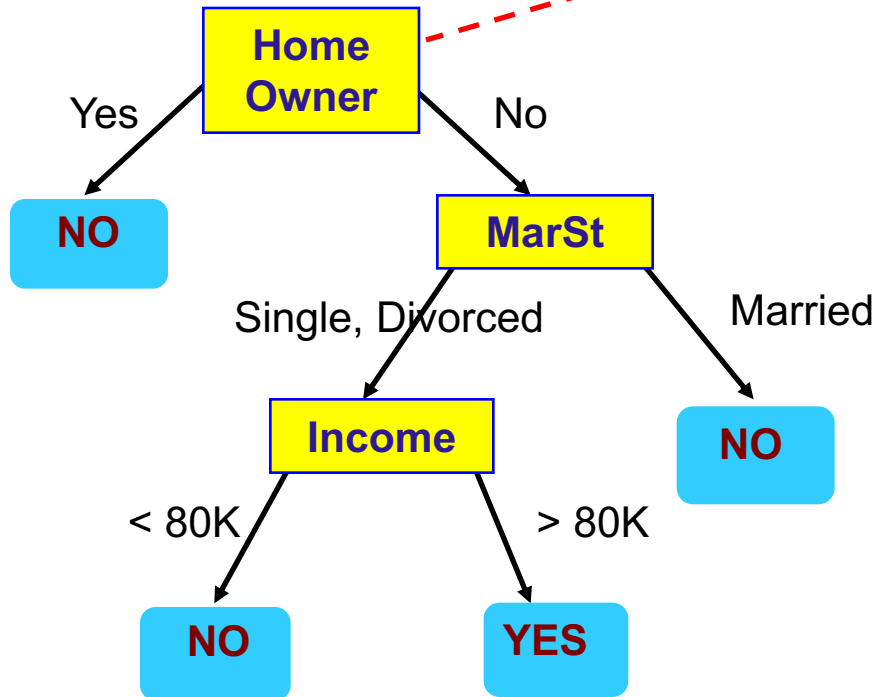 Home
Owner
Yes
No
NO
MarSt
Single, Divorced
Married
Income
NO
< 80K
> 80K
NO
YES